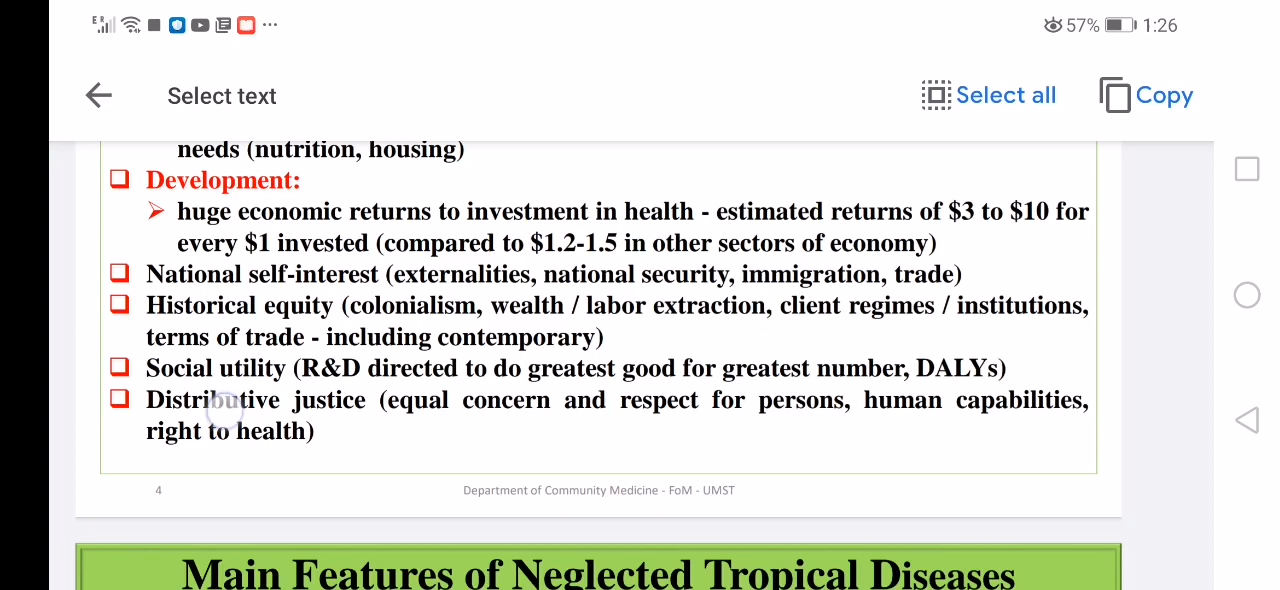 57% 1:26
Select text
Select all
Copy
needs (nutrition, housing)
Development:
huge economic returns to investment in health - estimated returns of $3 to $10 for
every $1 invested (compared to $1.2-1.5 in other sectors of economy)
National self-interest (externalities, national security, immigration, trade)
Historical equity (colonialism, wealth / labor extraction, client regimes / institutions,
terms of trade - including contemporary)
Social utility (R&D directed to do greatest good for greatest number, DALYs)
Distributive justice (equal concern and respect for persons, human capabilities,
right to health)
4
Department of Community Medicine - FoM - UMST
Main Features of Neglected Tropical Diseases